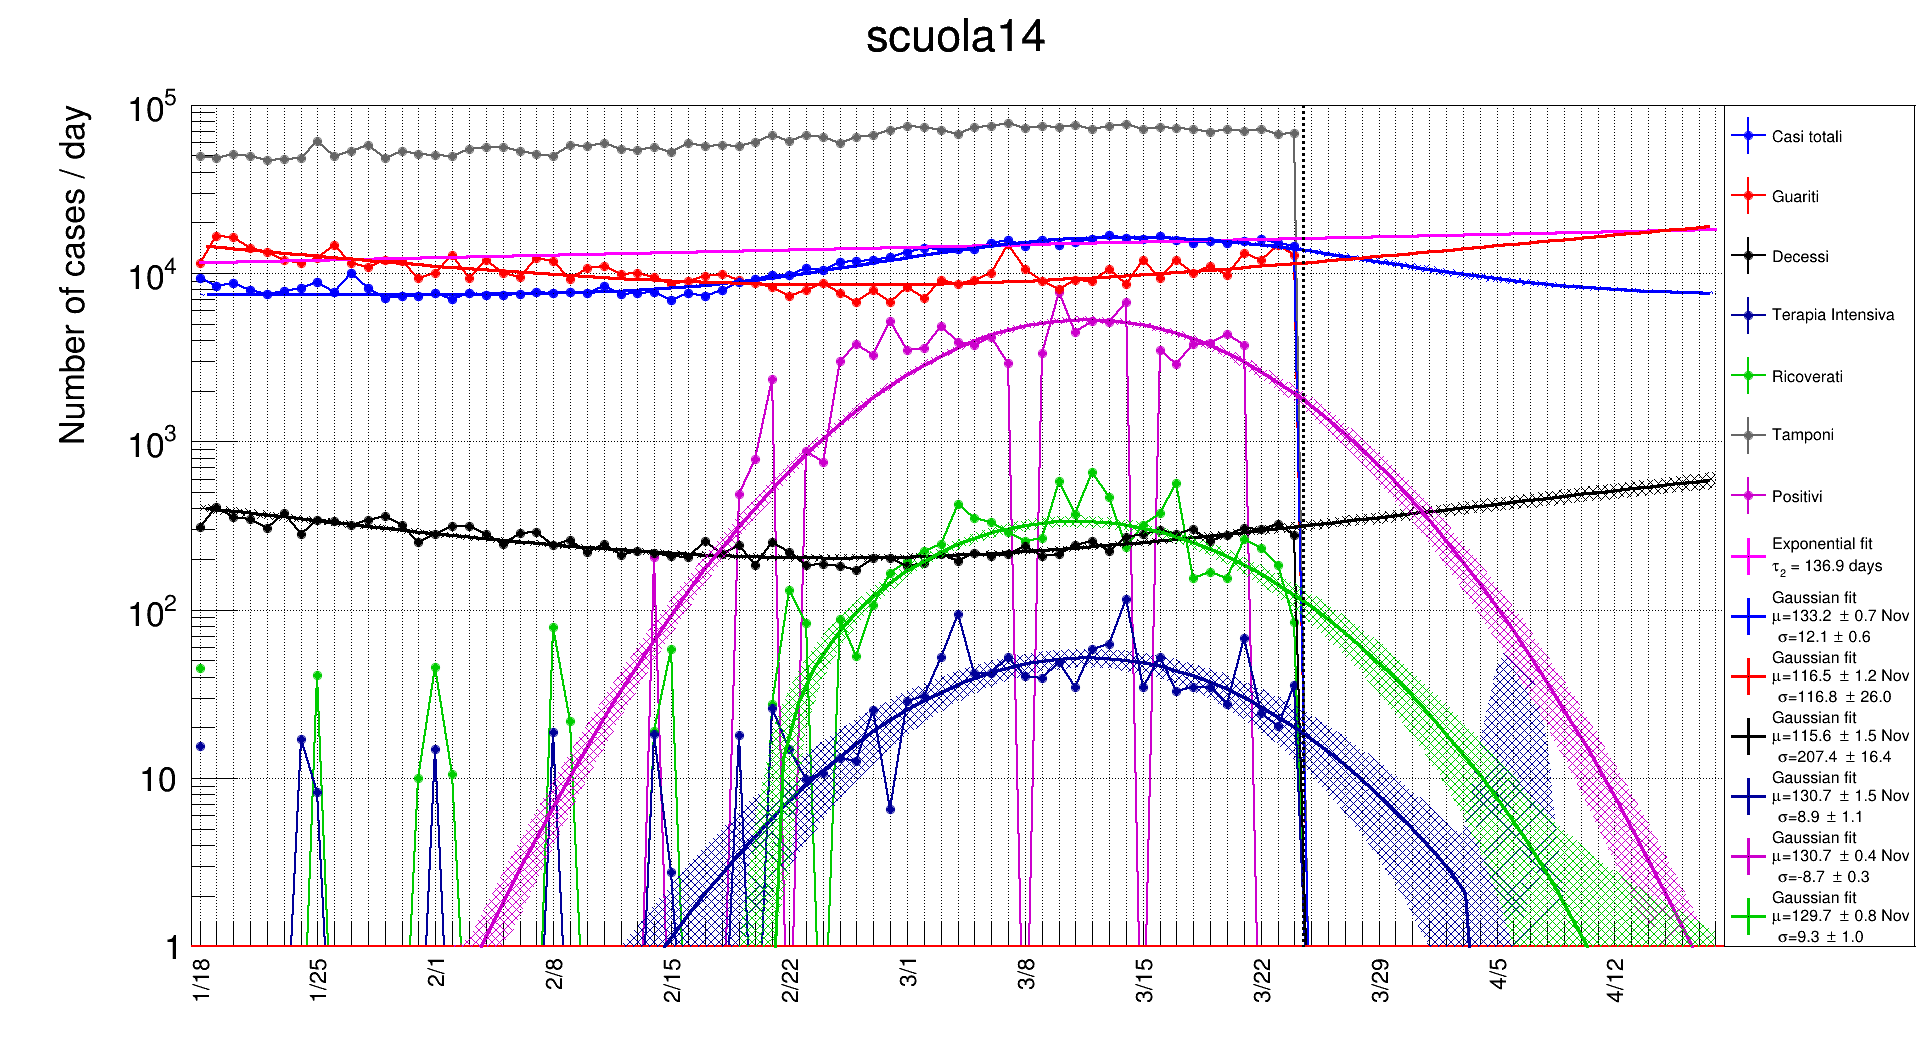 scuola14
Number of cases / day
10^5
10^4
10^3
10^2
10
1
1/18
1/25
2/1
2/8
2/15
2/22
3/1
3/8
3/15
3/22
3/29
4/5
4/12
Casi totali
Guariti
Decessi
Terapia Intensiva
Ricoverati
Tamponi
Positivi
Exponential fit
τ₂ = 136.9 days
Gaussian fit
μ=133.2 ± 0.7 Nov
σ=12.1 ± 0.6
Gaussian fit
μ=116.5 ± 1.2 Nov
σ=116.8 ± 26.0
Gaussian fit
μ=115.6 ± 1.5 Nov
σ=207.4 ± 16.4
Gaussian fit
μ=130.7 ± 1.5 Nov
σ=8.9 ± 1.1
Gaussian fit
μ=130.7 ± 0.4 Nov
σ=-8.7 ± 0.3
Gaussian fit
μ=129.7 ± 0.8 Nov
σ=9.3 ± 1.0